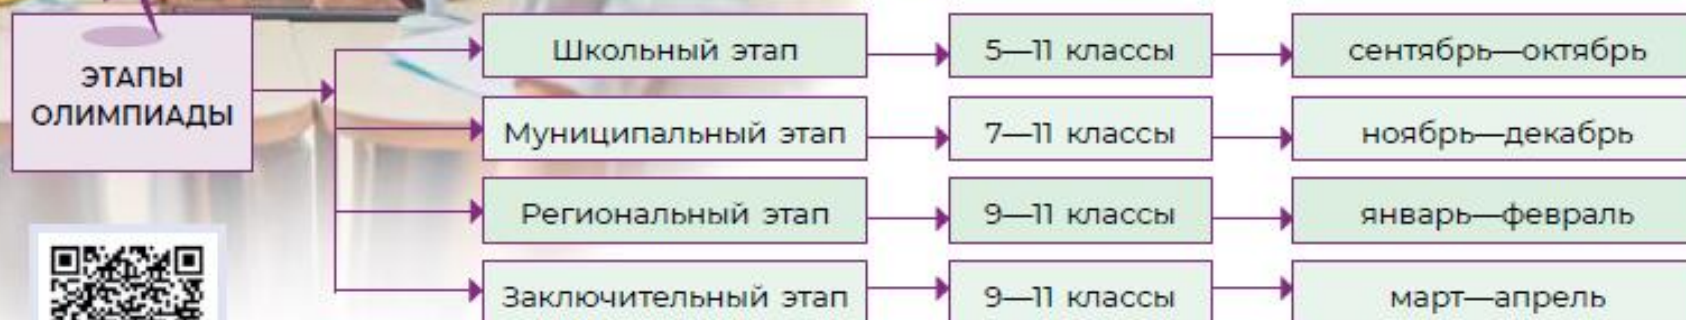 ЭТАПЫ
ОЛИМПИАДЫ
Школьный этап 5—11 классы сентябрь—октябрь
Муниципальный этап 7—11 классы ноябрь—декабрь
Региональный этап 9—11 классы январь—февраль
Заключительный этап 9—11 классы март—апрель